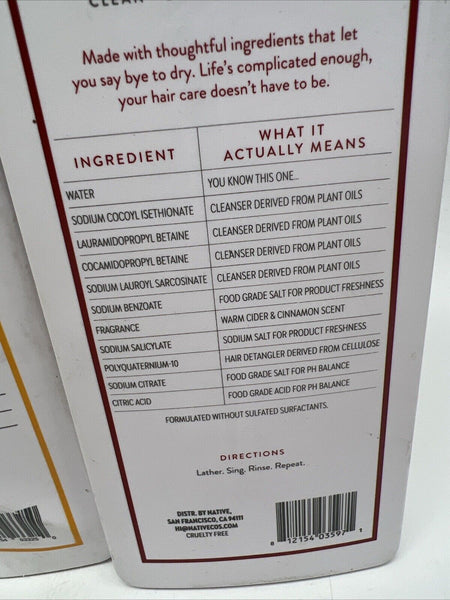 CLEAN
Made with thoughtful ingredients that let
you say bye to dry. Life's complicated enough,
your hair care doesn't have to be.
INGREDIENT WHAT IT ACTUALLY MEANS
WATER YOU KNOW THIS ONE...
SODIUM COCOYL ISETHIONATE CLEANSER DERIVED FROM PLANT OILS
LAURAMIDOPROPYL BETAINE CLEANSER DERIVED FROM PLANT OILS
COCAMIDOPROPYL BETAINE CLEANSER DERIVED FROM PLANT OILS
SODIUM LAUROYL SARCOSINATE CLEANSER DERIVED FROM PLANT OILS
SODIUM BENZOATE FOOD GRADE SALT FOR PRODUCT FRESHNESS
FRAGRANCE WARM CIDER & CINNAMON SCENT
SODIUM SALICYLATE SODIUM SALT FOR PRODUCT FRESHNESS
POLYQUATERNIUM-10 HAIR DETANGLER DERIVED FROM CELLULOSE
SODIUM CITRATE FOOD GRADE SALT FOR PH BALANCE
CITRIC ACID FOOD GRADE ACID FOR PH BALANCE
FORMULATED WITHOUT SULFATED SURFACTANTS.
DIRECTIONS
Lather. Sing. Rinse. Repeat.
DISTR. BY NATIVE,
SAN FRANCISCO, CA 94111
HI@NATIVECOS.COM
CRUELTY FREE
8 12154 03597 1